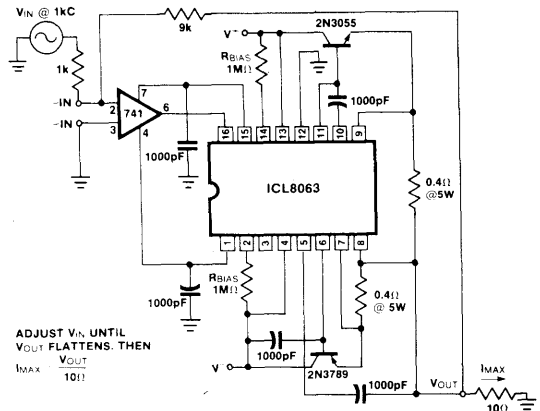 VIN @ 1kC
9k
2N3055
V+
RBIAS
1MΩ
1k
1000pF
-IN
7
2
741
6
-IN
3
4
1000pF
16 15 14 13 12 11 10 9
ICL8063
0.4Ω
@5W
1 2 3 4 5 6 7 8
RBIAS
1MΩ
0.4Ω
@ 5W
1000pF
1000pF
ADJUST VIN UNTIL
VOUT FLATTENS. THEN
IMAX VOUT
10Ω
V-
2N3789
1000pF
VOUT
IMAX
10Ω